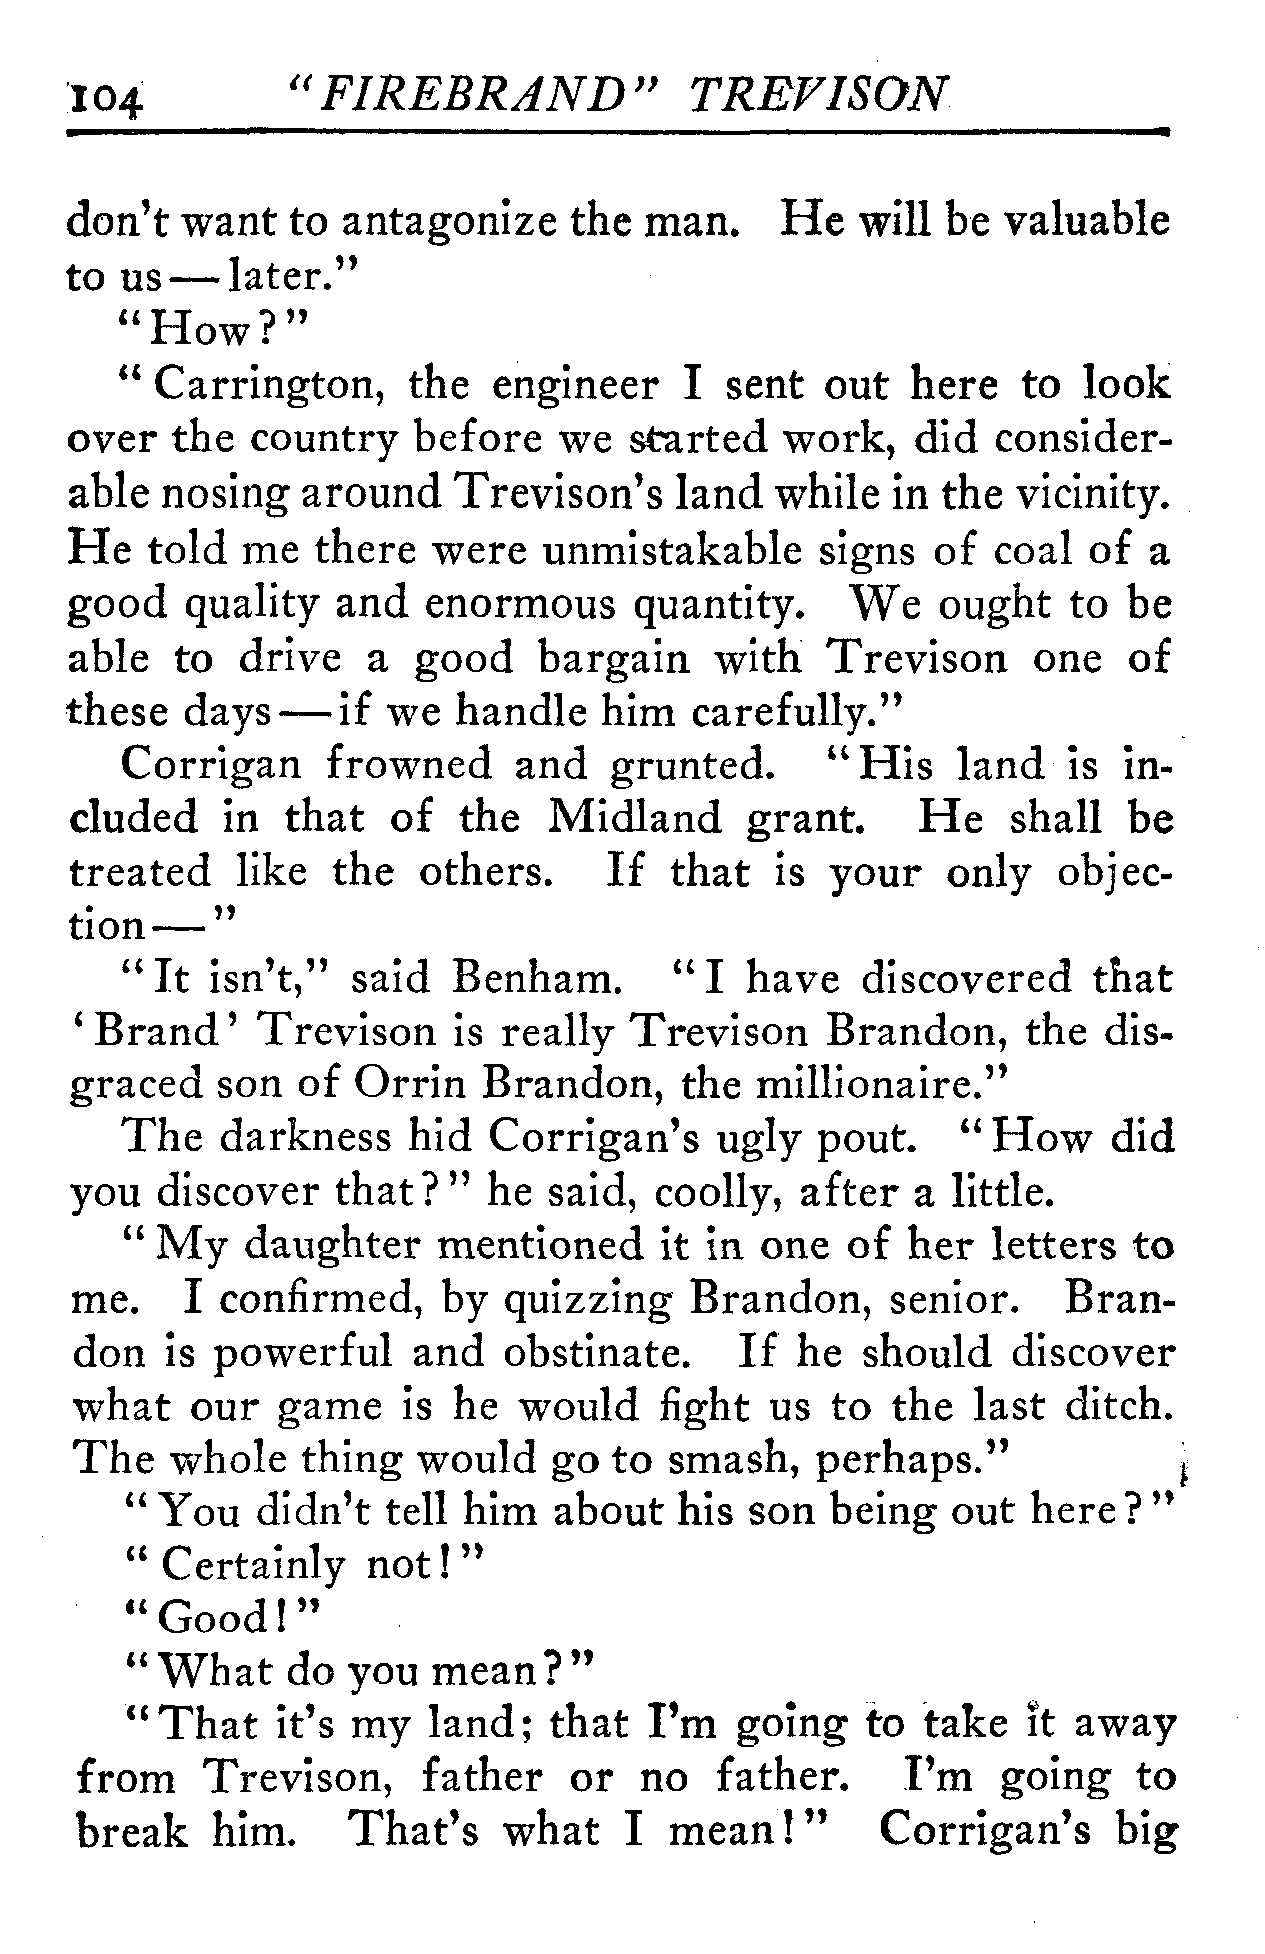 104 "FIREBRAND" TREVISON
don't want to antagonize the man. He will be valuable
to us — later."
"How?"
"Carrington, the engineer I sent out here to look
over the country before we started work, did consider-
able nosing around Trevison's land while in the vicinity.
He told me there were unmistakable signs of coal of a
good quality and enormous quantity. We ought to be
able to drive a good bargain with Trevison one of
these days — if we handle him carefully."
Corrigan frowned and grunted. "His land is in-
cluded in that of the Midland grant. He shall be
treated like the others. If that is your only objec-
tion — "
"It isn't," said Benham. "I have discovered that
'Brand' Trevison is really Trevison Brandon, the dis-
graced son of Orrin Brandon, the millionaire."
The darkness hid Corrigan's ugly pout. "How did
you discover that?" he said, coolly, after a little.
"My daughter mentioned it in one of her letters to
me. I confirmed, by quizzing Brandon, senior. Bran-
don is powerful and obstinate. If he should discover
what our game is he would fight us to the last ditch.
The whole thing would go to smash, perhaps."
"You didn't tell him about his son being out here?"
"Certainly not!"
"Good!"
"What do you mean?"
"That it's my land; that I'm going to take it away
from Trevison, father or no father. I'm going to
break him. That's what I mean!" Corrigan's big